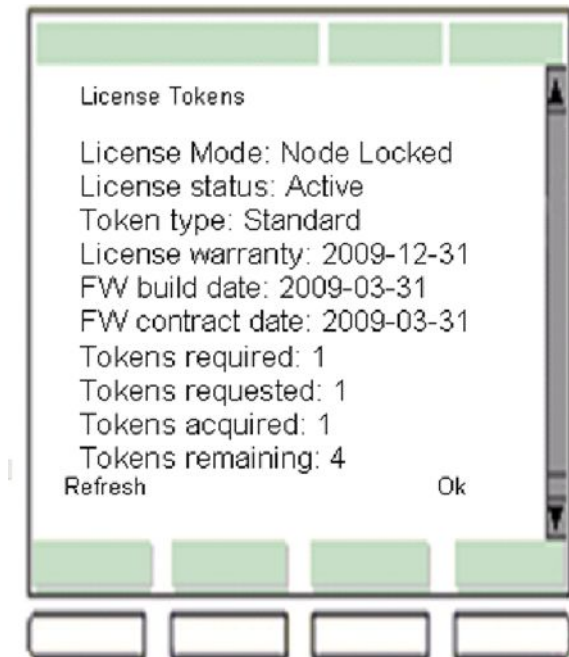 License Tokens
License Mode: Node Locked
License status: Active
Token type: Standard
License warranty: 2009-12-31
FW build date: 2009-03-31
FW contract date: 2009-03-31
Tokens required: 1
Tokens requested: 1
Tokens acquired: 1
Tokens remaining: 4
Refresh Ok